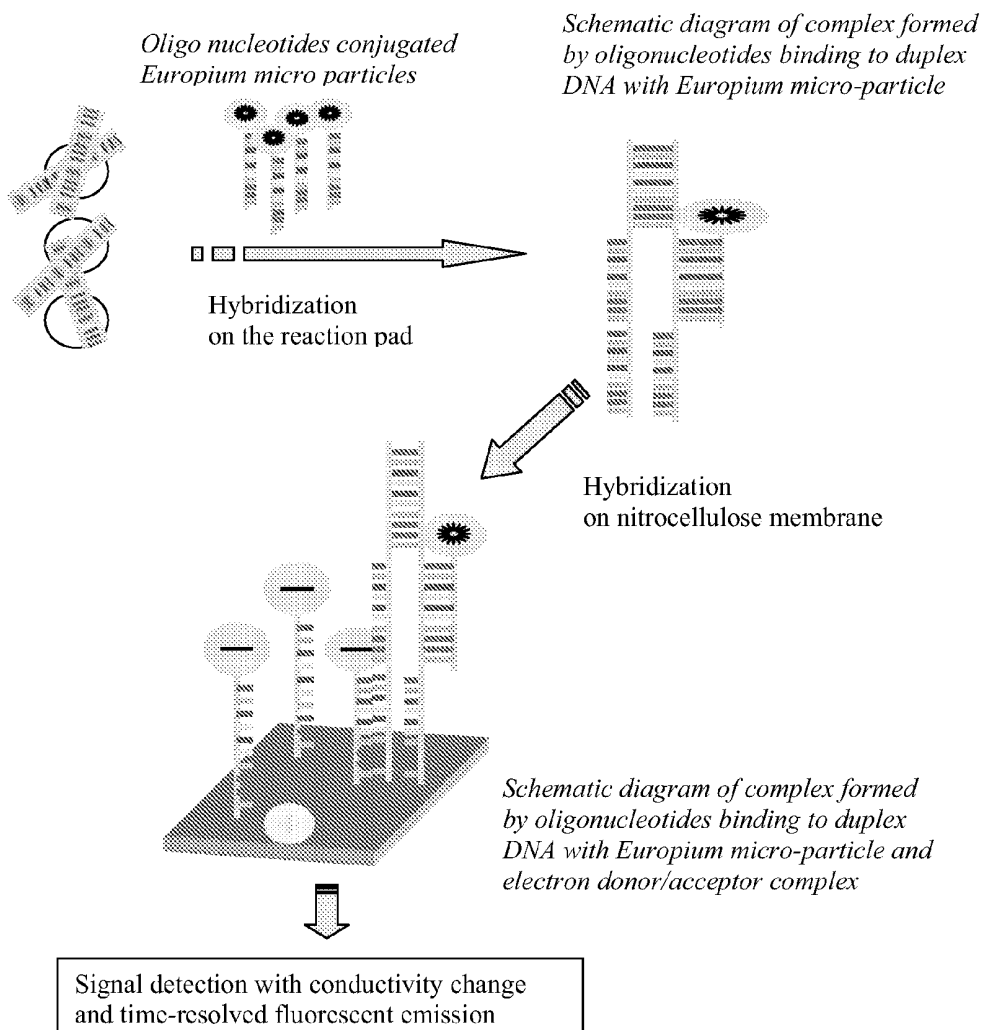 Oligo nucleotides conjugated
Europium micro particles
Schematic diagram of complex formed
by oligonucleotides binding to duplex
DNA with Europium micro-particle
Hybridization
on the reaction pad
Hybridization
on nitrocellulose membrane
Schematic diagram of complex formed
by oligonucleotides binding to duplex
DNA with Europium micro-particle and
electron donor/acceptor complex
Signal detection with conductivity change
and time-resolved fluorescent emission